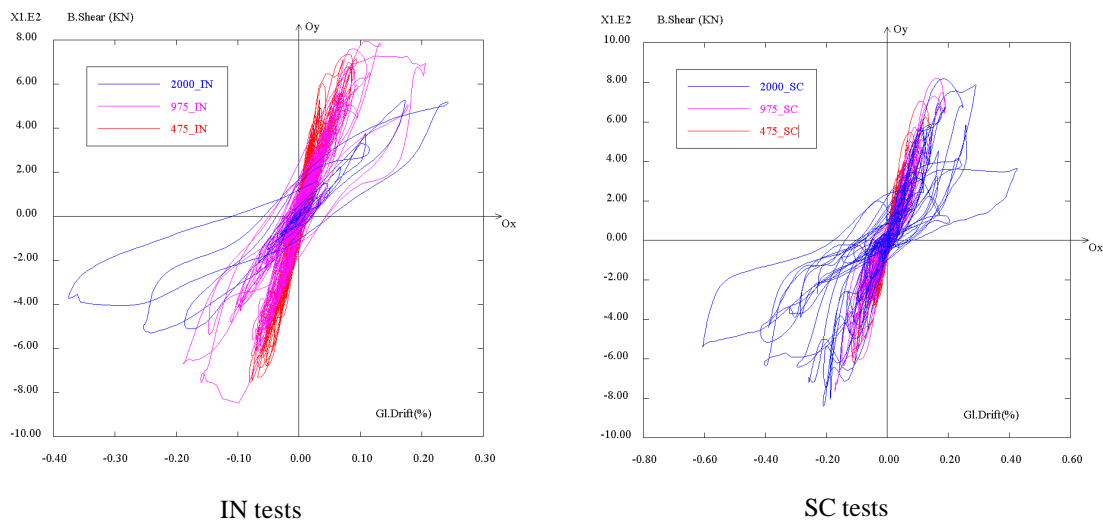 X1.E2 B.Shear (KN)
Oy
8.00
6.00
4.00
2.00
0.00
-2.00
-4.00
-6.00
-8.00
-10.00
2000_IN
975_IN
475_IN
Ox
Gl.Drift(%)
-0.40 -0.30 -0.20 -0.10 0.00 0.10 0.20 0.30
IN tests
X1.E2 B.Shear (KN)
Oy
10.00
8.00
6.00
4.00
2.00
0.00
-2.00
-4.00
-6.00
-8.00
10.00
2000_SC
975_SC
475_SC
Ox
Gl.Drift(%)
-0.80 -0.60 -0.40 -0.20 0.00 0.20 0.40 0.60
SC tests